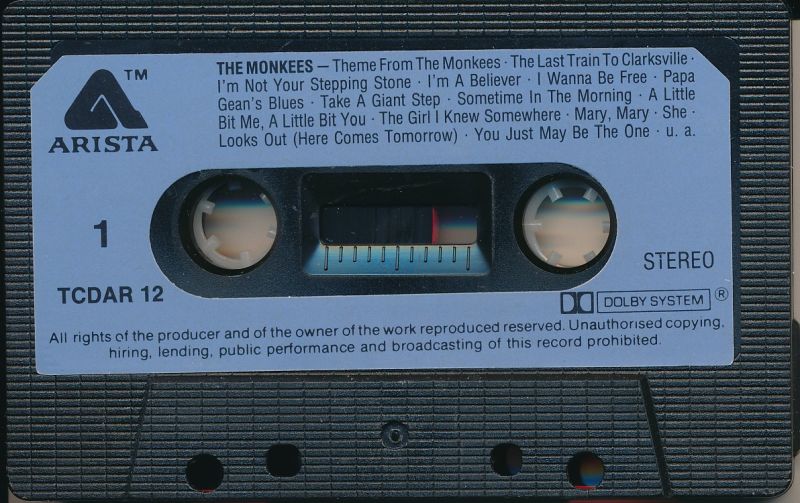 TM
ARISTA
THE MONKEES — Theme From The Monkees · The Last Train To Clarksville ·
I'm Not Your Stepping Stone · I'm A Believer · I Wanna Be Free · Papa
Gean's Blues · Take A Giant Step · Sometime In The Morning · A Little
Bit Me, A Little Bit You · The Girl I Knew Somewhere · Mary, Mary · She ·
Looks Out (Here Comes Tomorrow) · You Just May Be The One · u. a.
1
STEREO
TCDAR 12
DOLBY SYSTEM ®
All rights of the producer and of the owner of the work reproduced reserved. Unauthorised copying,
hiring, lending, public performance and broadcasting of this record prohibited.